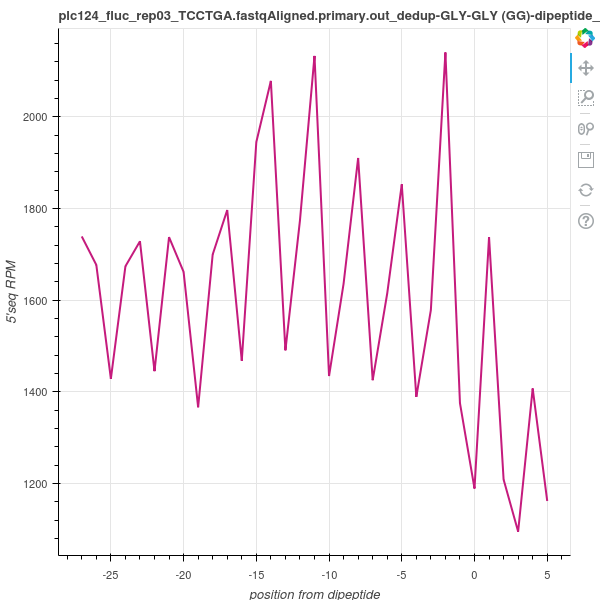 plc124_fluc_rep03_TCCTGA.fastqAligned.primary.out_dedup-GLY-GLY (GG)-dipeptide_
2000
1800
1600
1400
1200
5'seq RPM
-25 -20 -15 -10 -5 0 5
position from dipeptide